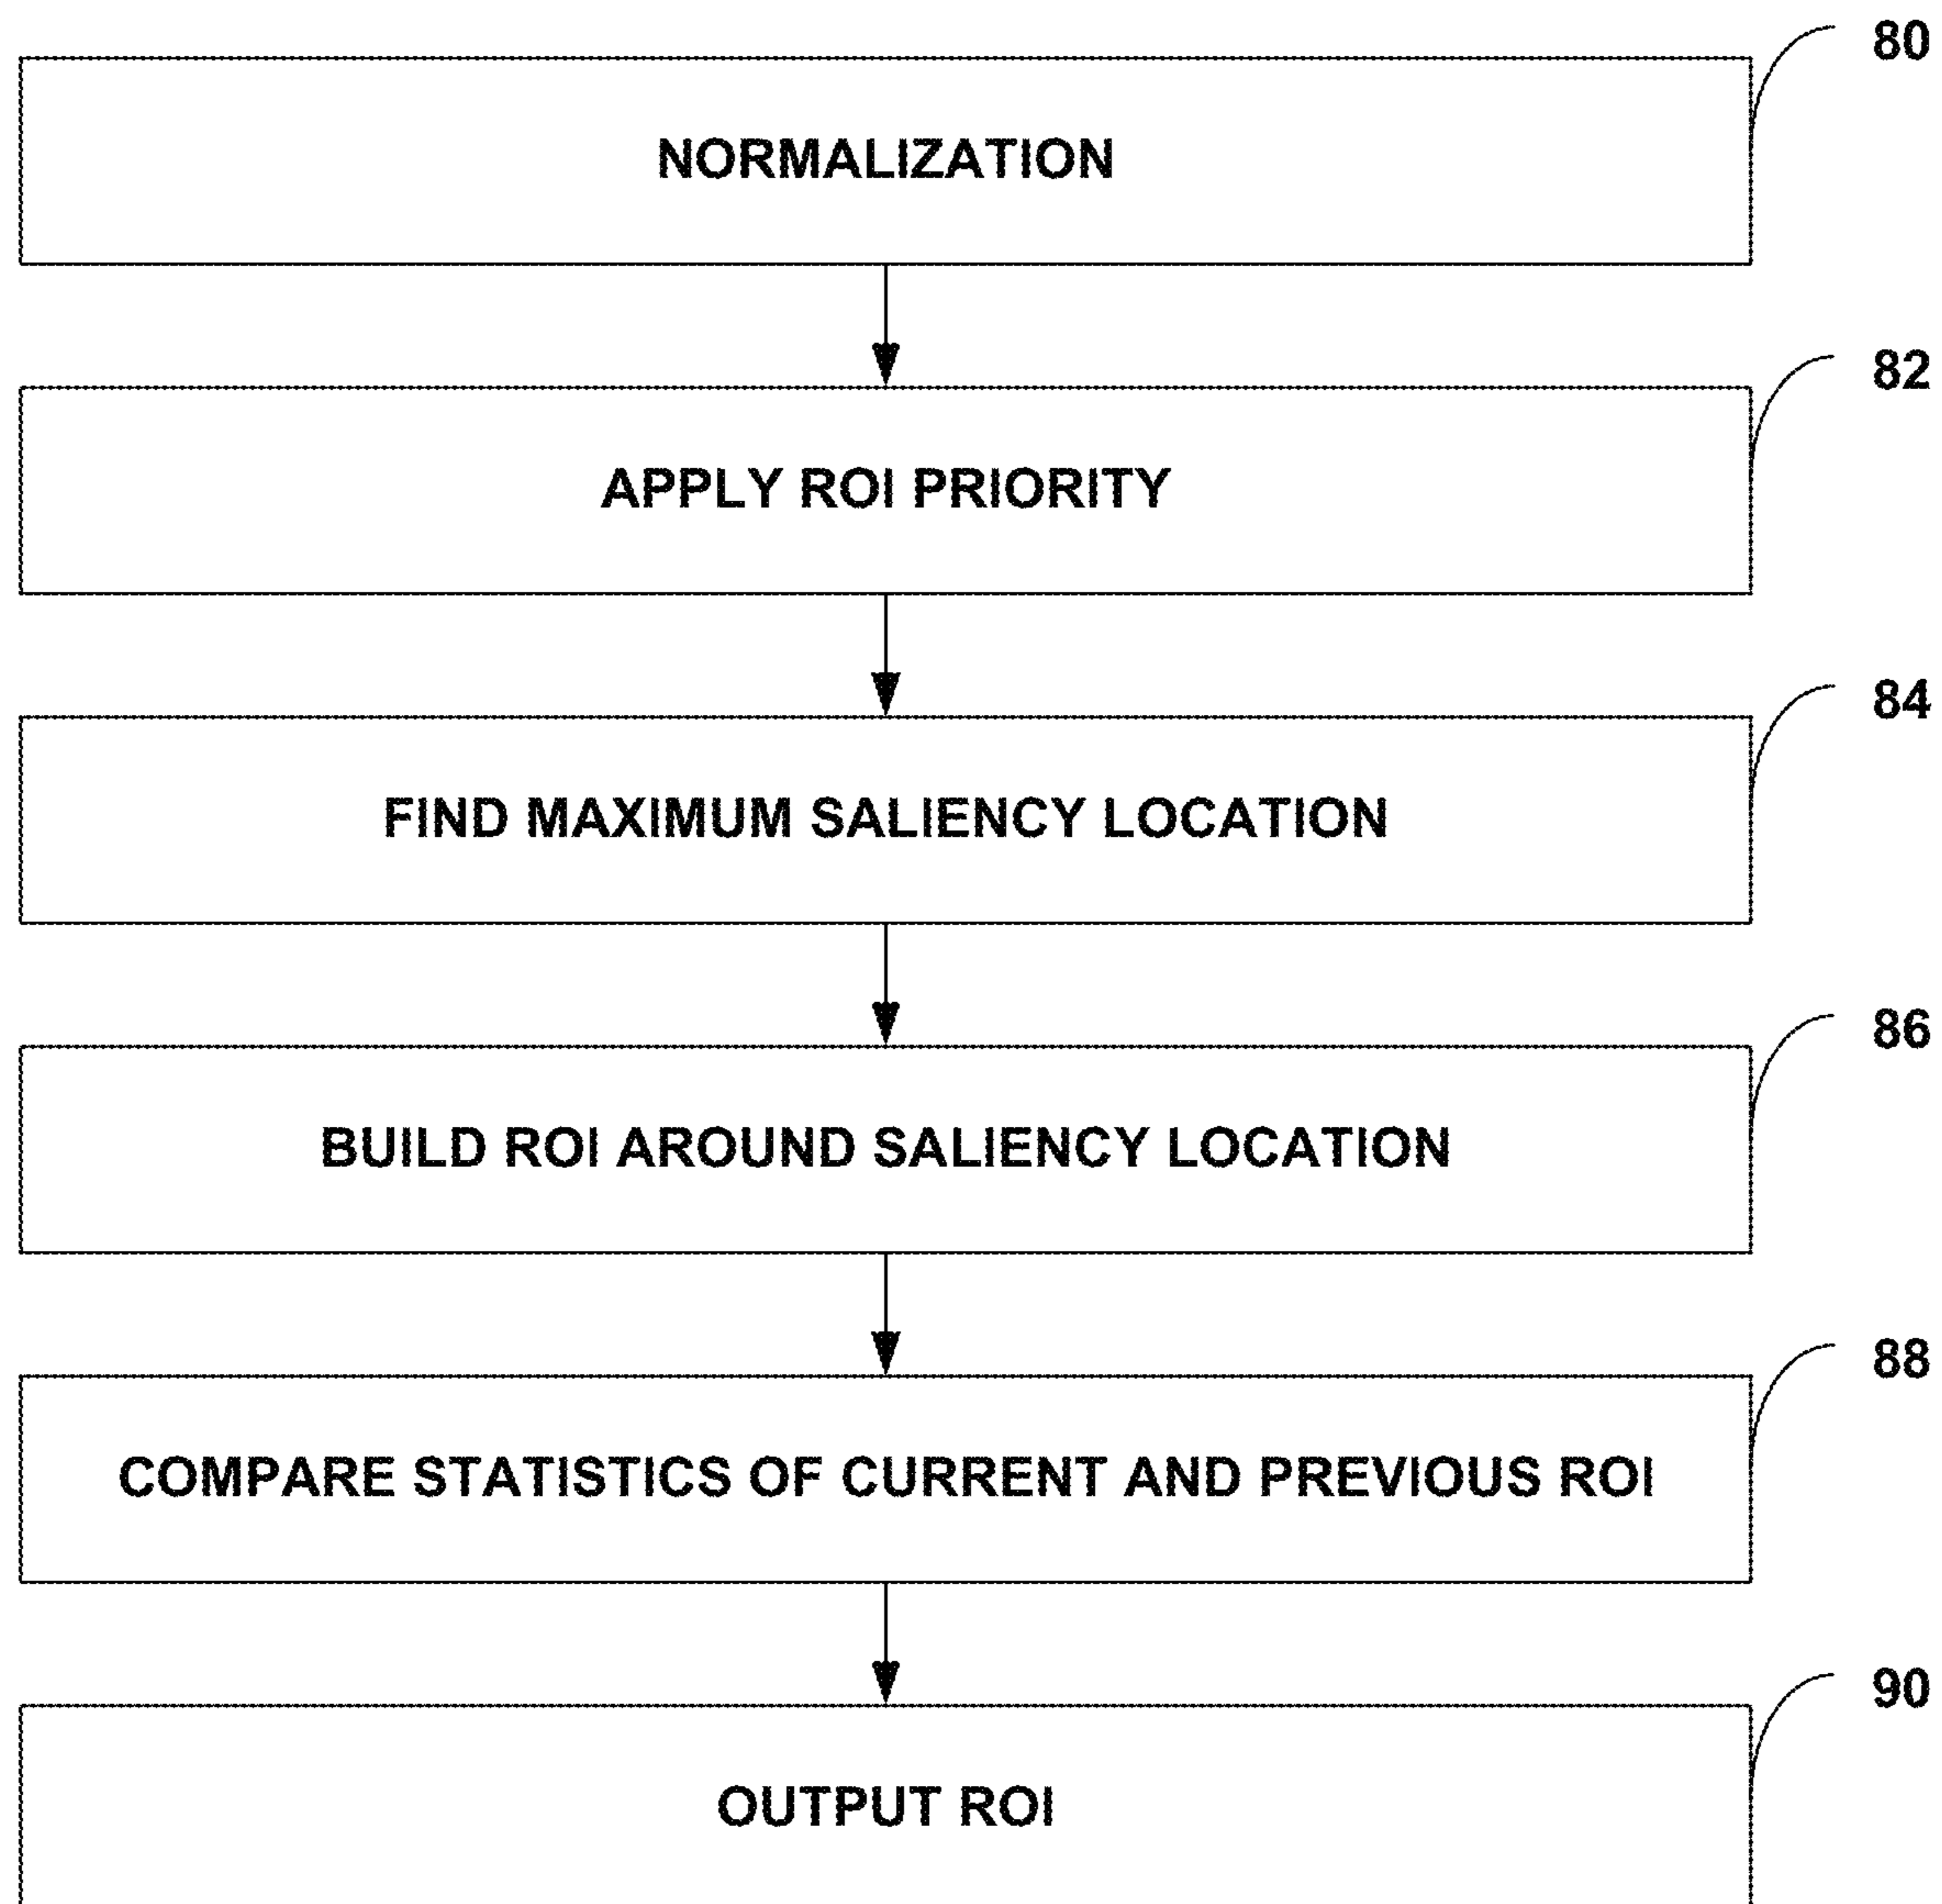 80
NORMALIZATION
82
APPLY ROI PRIORITY
84
FIND MAXIMUM SALIENCY LOCATION
86
BUILD ROI AROUND SALIENCY LOCATION
88
COMPARE STATISTICS OF CURRENT AND PREVIOUS ROI
90
OUTPUT ROI